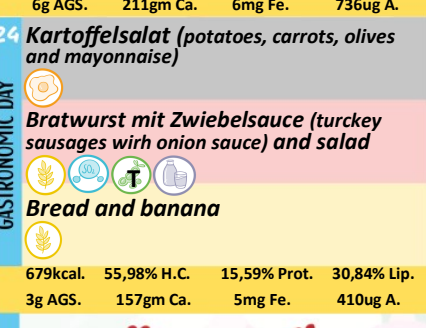 6g AGS. 211gm Ca. 6mg Fe. 736ug A.
24
GASTRONOMIC DAY
Kartoffelsalat (potatoes, carrots, olives
and mayonnaise)
Bratwurst mit Zwiebelsauce (turckey
sausages wirh onion sauce) and salad
SO₂
T
Bread and banana
679kcal. 55,98% H.C. 15,59% Prot. 30,84% Lip.
3g AGS. 157gm Ca. 5mg Fe. 410ug A.